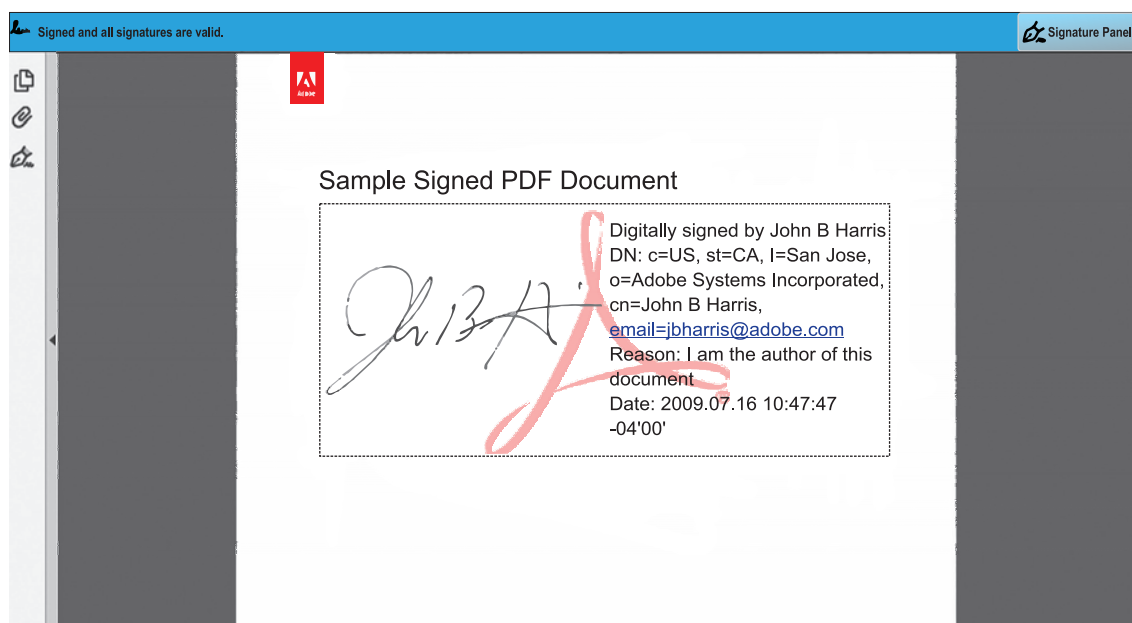 Signed and all signatures are valid.
Signature Panel
Adobe
Sample Signed PDF Document
Digitally signed by John B Harris
DN: c=US, st=CA, l=San Jose,
o=Adobe Systems Incorporated,
cn=John B Harris,
email=jbharris@adobe.com
Reason: I am the author of this
document
Date: 2009.07.16 10:47:47
-04'00'